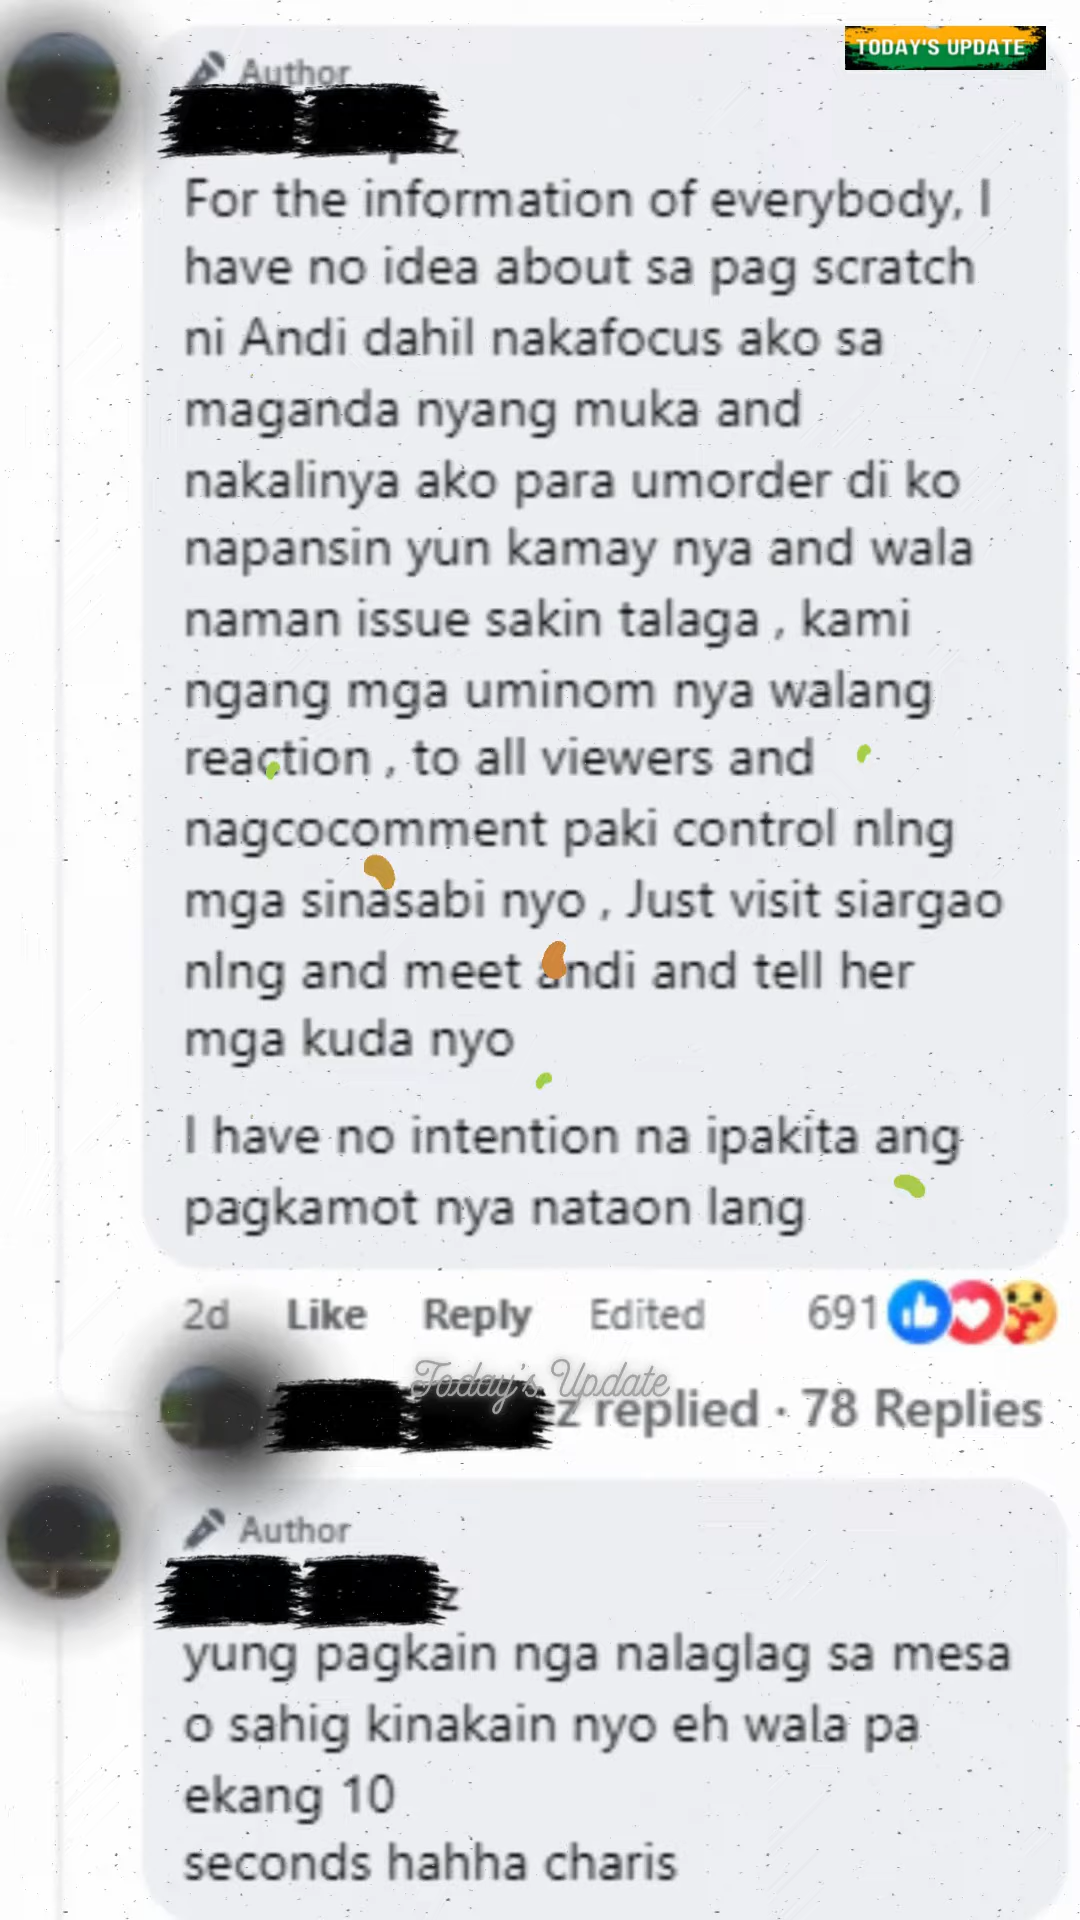 TODAY'S UPDATE
Author
For the information of everybody, I
have no idea about sa pag scratch
ni Andi dahil nakafocus ako sa
maganda nyang muka and
nakalinya ako para umorder di ko
napansin yun kamay nya and wala
naman issue sakin talaga , kami
ngang mga uminom nya walang
reaction , to all viewers and
nagcocomment paki control nlng
mga sinasabi nyo , Just visit siargao
nlng and meet andi and tell her
mga kuda nyo
I have no intention na ipakita ang
pagkamot nya nataon lang
2d Like Reply Edited 691
Today's Update
z replied · 78 Replies
Author
z
yung pagkain nga nalaglag sa mesa
o sahig kinakain nyo eh wala pa
ekang 10
seconds hahha charis